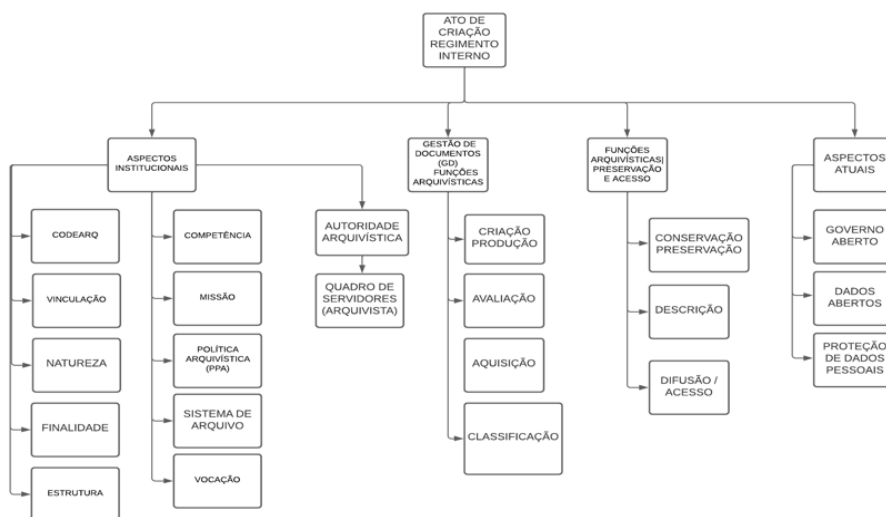 ATO DE
CRIAÇÃO
REGIMENTO
INTERNO
ASPECTOS
INSTITUCIONAIS
GESTÃO DE
DOCUMENTOS
(GD)
FUNÇÕES
ARQUIVÍSTICAS
FUNÇÕES
ARQUIVÍSTICAS|
PRESERVAÇÃO
E ACESSO
ASPECTOS
ATUAIS
CODEARQ
VINCULAÇÃO
NATUREZA
FINALIDADE
ESTRUTURA
COMPETÊNCIA
MISSÃO
POLÍTICA
ARQUIVÍSTICA
(PPA)
SISTEMA DE
ARQUIVO
VOCAÇÃO
AUTORIDADE
ARQUIVÍSTICA
QUADRO DE
SERVIDORES
(ARQUIVISTA)
CRIAÇÃO
PRODUÇÃO
AVALIAÇÃO
AQUISIÇÃO
CLASSIFICAÇÃO
CONSERVAÇÃO
PRESERVAÇÃO
DESCRIÇÃO
DIFUSÃO /
ACESSO
GOVERNO
ABERTO
DADOS
ABERTOS
PROTEÇÃO
DE DADOS
PESSOAIS